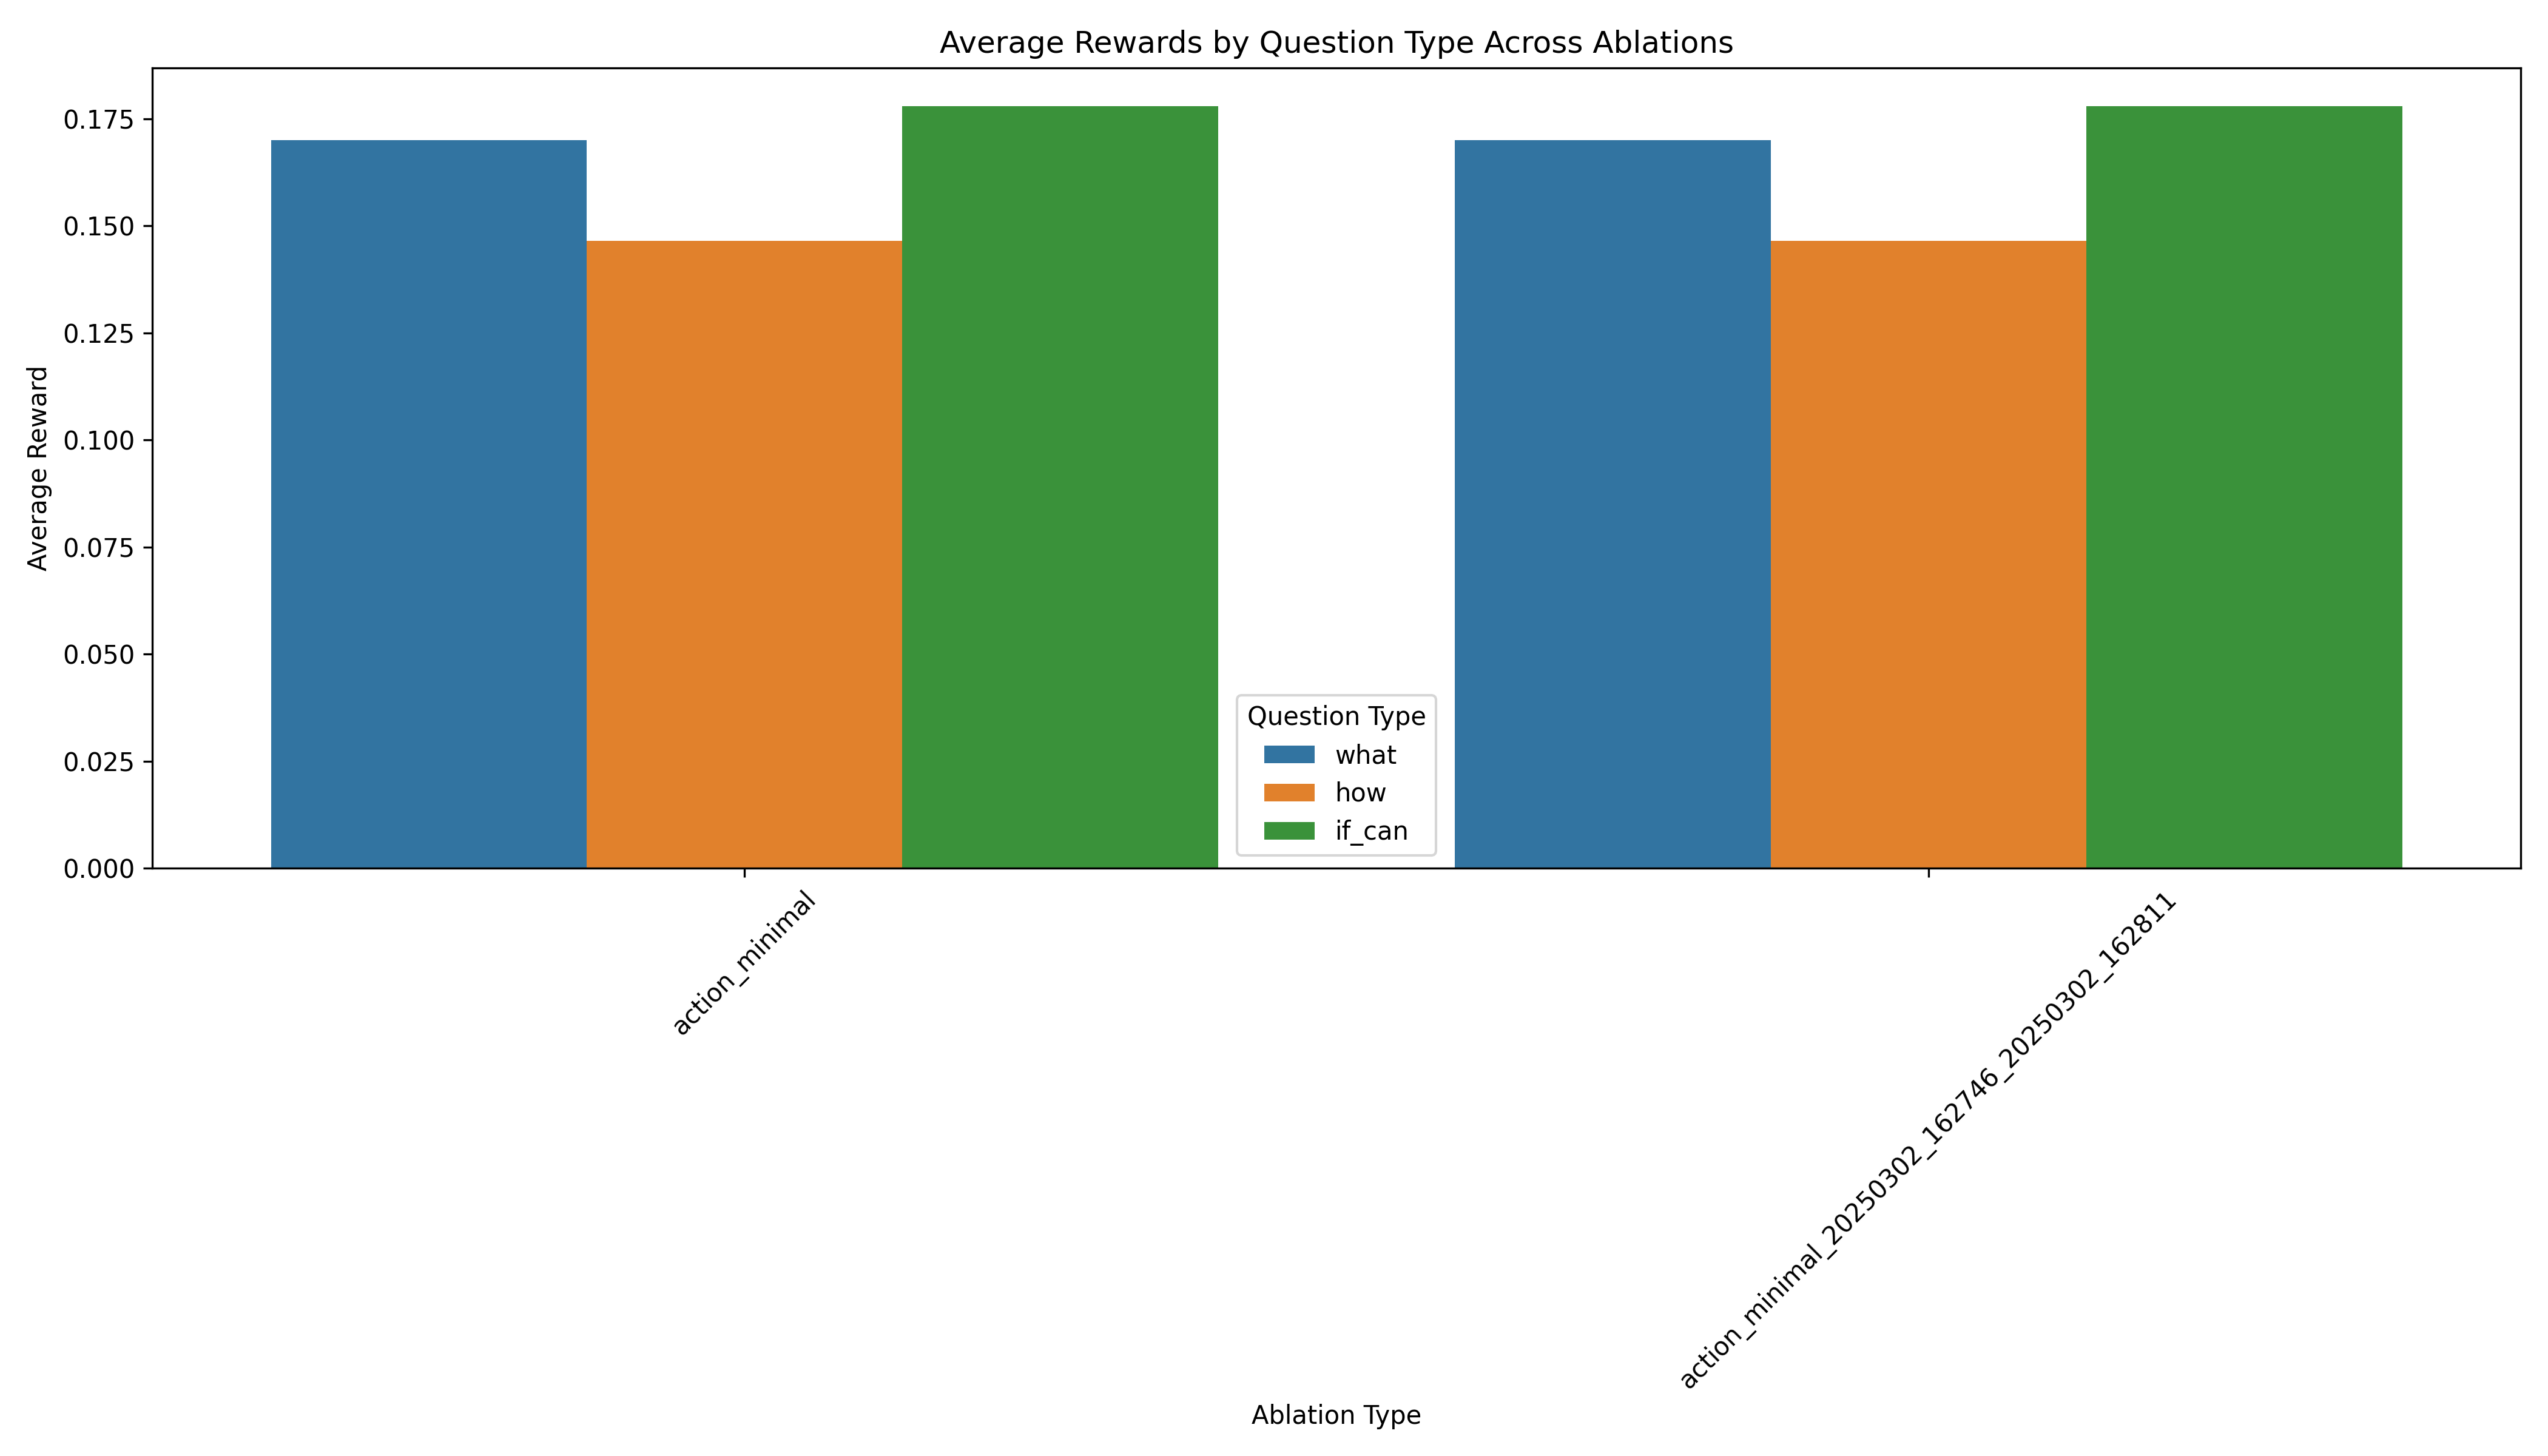 Average Rewards by Question Type Across Ablations
Average Reward
0.175
0.150
0.125
0.100
0.075
0.050
0.025
0.000
Question Type
what
how
if_can
action_minimal
action_minimal_20250302_162746_20250302_162811
Ablation Type